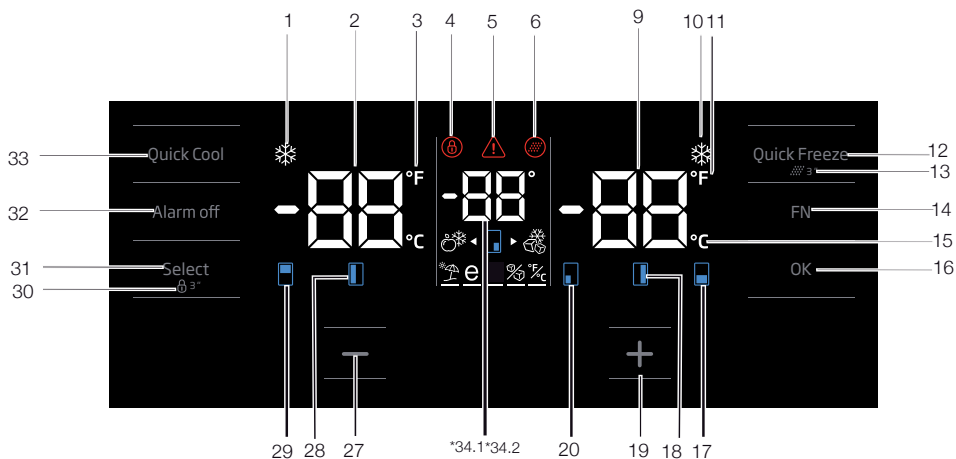 1 2 3 4 5 6 9 10 11
33 Quick Cool Quick Freeze 12
°F °F
3" 13
-88 -88° -88
32 Alarm off FN 14
°C °C 15
31 Select OK 16
30 3"
e °F/C
29 28 27 *34.1*34.2 20 19 18 17